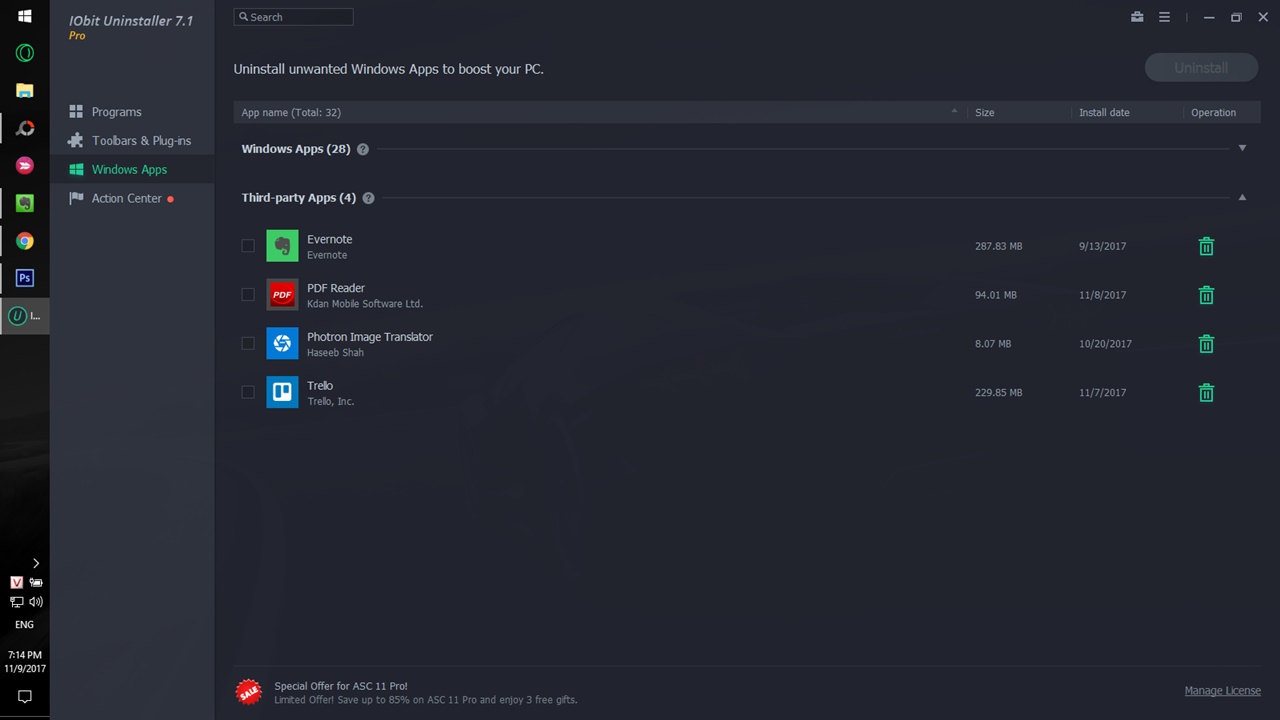 IObit Uninstaller 7.1
Pro
Search
Programs
Toolbars & Plug-ins
Windows Apps
Action Center
Uninstall unwanted Windows Apps to boost your PC.
Uninstall
App name (Total: 32) Size Install date Operation
Windows Apps (28) ?
Third-party Apps (4) ?
Evernote
Evernote
287.83 MB 9/13/2017
PDF
PDF Reader
Kdan Mobile Software Ltd.
94.01 MB 11/8/2017
Photron Image Translator
Haseeb Shah
8.07 MB 10/20/2017
Trello
Trello, Inc.
229.85 MB 11/7/2017
SALE
Special Offer for ASC 11 Pro!
Limited Offer! Save up to 85% on ASC 11 Pro and enjoy 3 free gifts.
Manage License
Ps
U I...
V
ENG
7:14 PM
11/9/2017